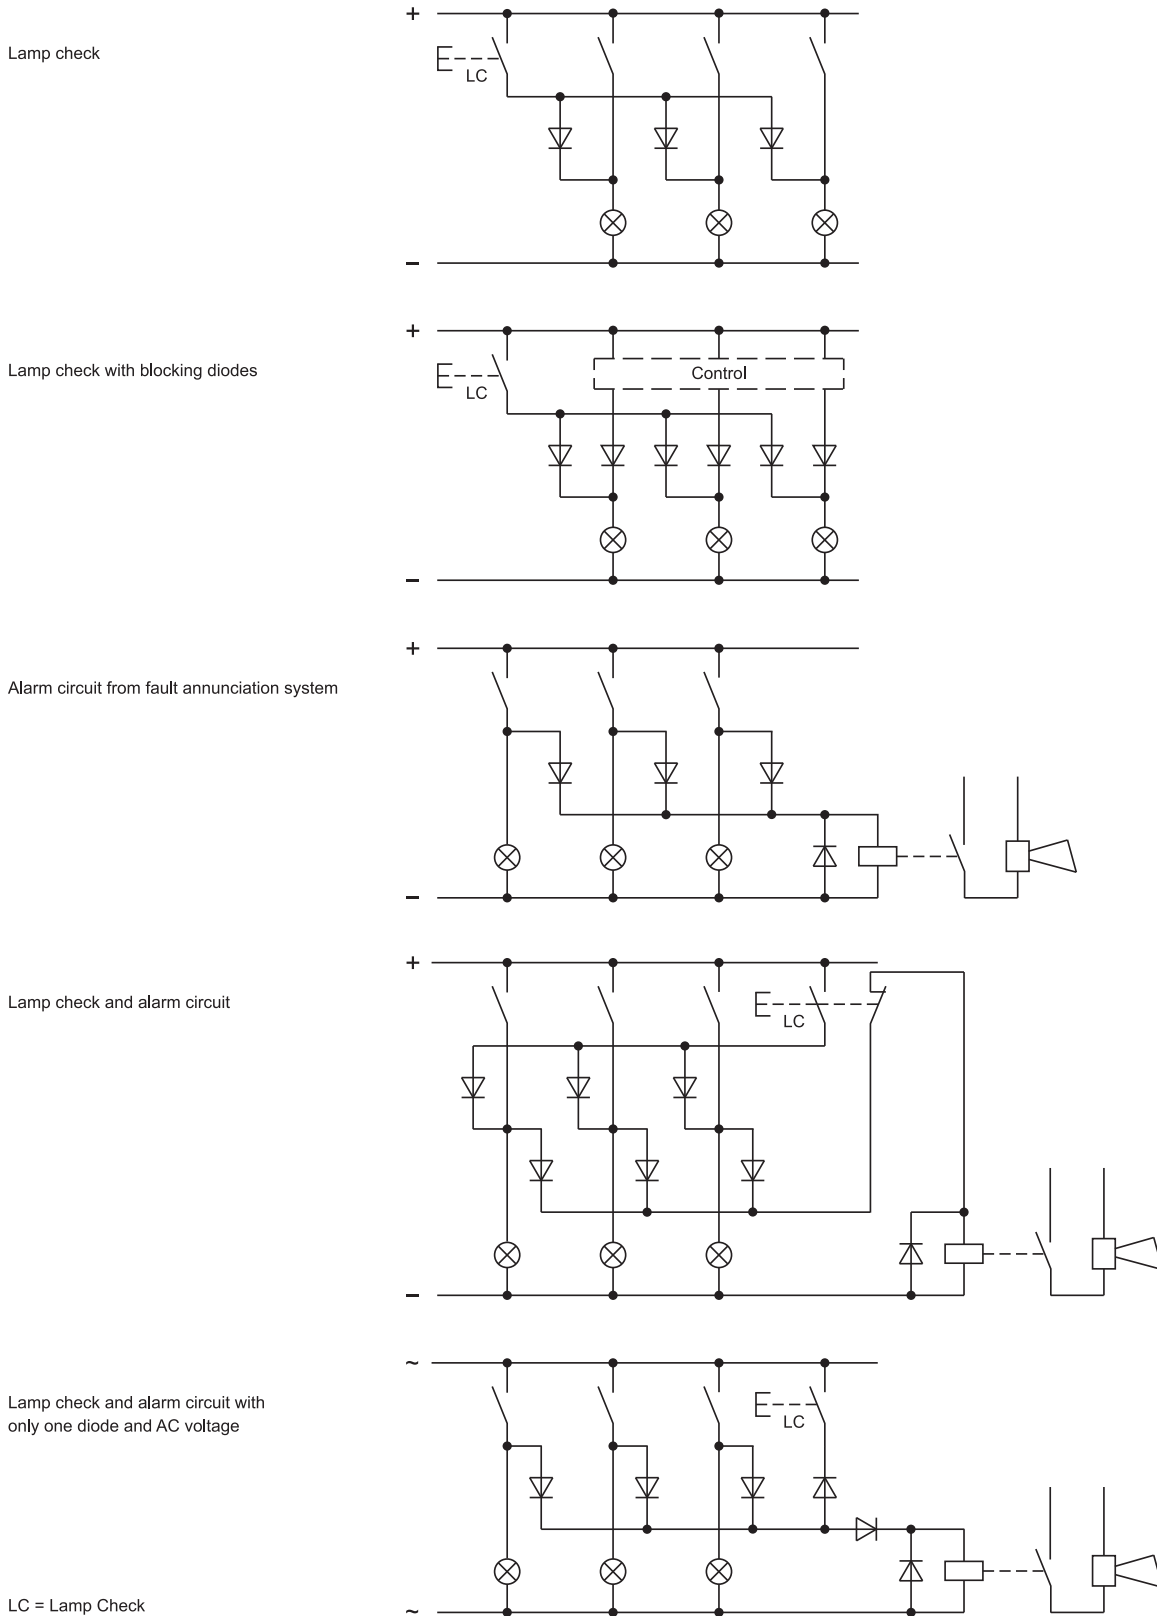 +
Lamp check
LC
−
+
Lamp check with blocking diodes
Control
LC
−
+
Alarm circuit from fault annunciation system
−
+
Lamp check and alarm circuit
LC
−
~
Lamp check and alarm circuit with
only one diode and AC voltage
LC
LC = Lamp Check
~